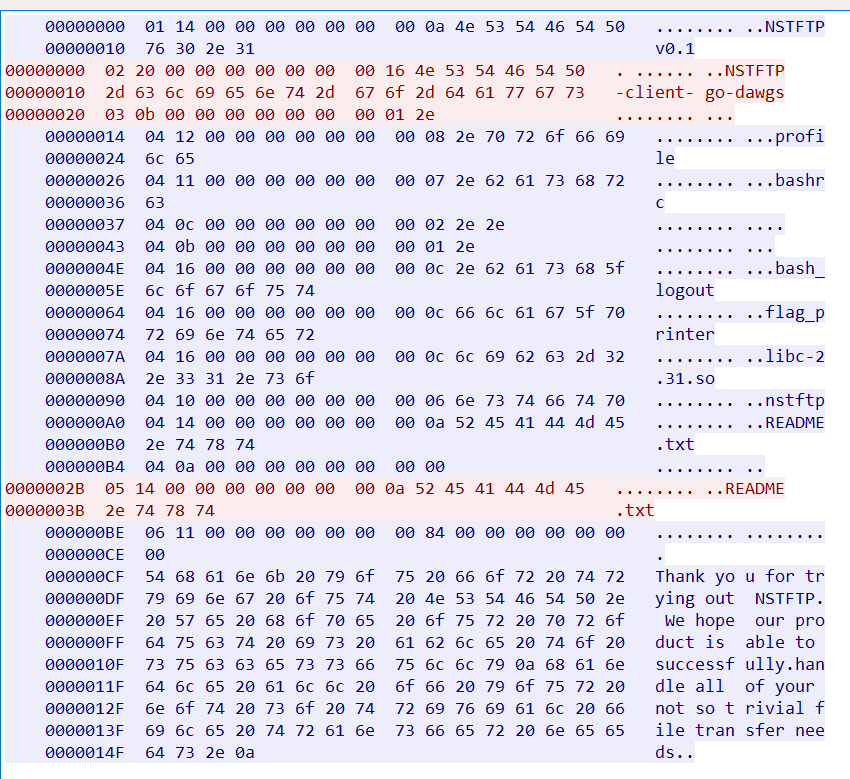 00000000 01 14 00 00 00 00 00 00 00 0a 4e 53 54 46 54 50 ........ ..NSTFTP
00000010 76 30 2e 31 v0.1
00000000 02 20 00 00 00 00 00 00 00 16 4e 53 54 46 54 50 . ...... ..NSTFTP
00000010 2d 63 6c 69 65 6e 74 2d 67 6f 2d 64 61 77 67 73 -client- go-dawgs
00000020 03 0b 00 00 00 00 00 00 00 01 2e ........ ...
00000014 04 12 00 00 00 00 00 00 00 08 2e 70 72 6f 66 69 ........ ...profi
00000024 6c 65 le
00000026 04 11 00 00 00 00 00 00 00 07 2e 62 61 73 68 72 ........ ...bashr
00000036 63 c
00000037 04 0c 00 00 00 00 00 00 00 02 2e 2e ........ ....
00000043 04 0b 00 00 00 00 00 00 00 01 2e ........ ...
0000004E 04 16 00 00 00 00 00 00 00 0c 2e 62 61 73 68 5f ........ ...bash_
0000005E 6c 6f 67 6f 75 74 logout
00000064 04 16 00 00 00 00 00 00 00 0c 66 6c 61 67 5f 70 ........ ..flag_p
00000074 72 69 6e 74 65 72 rinter
0000007A 04 16 00 00 00 00 00 00 00 0c 6c 69 62 63 2d 32 ........ ..libc-2
0000008A 2e 33 31 2e 73 6f .31.so
00000090 04 10 00 00 00 00 00 00 00 06 6e 73 74 66 74 70 ........ ..nstftp
000000A0 04 14 00 00 00 00 00 00 00 0a 52 45 41 44 4d 45 ........ ..README
000000B0 2e 74 78 74 .txt
000000B4 04 0a 00 00 00 00 00 00 00 00 ........ ..
0000002B 05 14 00 00 00 00 00 00 00 0a 52 45 41 44 4d 45 ........ ..README
0000003B 2e 74 78 74 .txt
000000BE 06 11 00 00 00 00 00 00 00 84 00 00 00 00 00 00 ........ ........
000000CE 00 .
000000CF 54 68 61 6e 6b 20 79 6f 75 20 66 6f 72 20 74 72 Thank yo u for tr
000000DF 79 69 6e 67 20 6f 75 74 20 4e 53 54 46 54 50 2e ying out NSTFTP.
000000EF 20 57 65 20 68 6f 70 65 20 6f 75 72 20 70 72 6f We hope our pro
000000FF 64 75 63 74 20 69 73 20 61 62 6c 65 20 74 6f 20 duct is able to
0000010F 73 75 63 63 65 73 73 66 75 6c 6c 79 0a 68 61 6e successf ully.han
0000011F 64 6c 65 20 61 6c 6c 20 6f 66 20 79 6f 75 72 20 dle all of your
0000012F 6e 6f 74 20 73 6f 20 74 72 69 76 69 61 6c 20 66 not so t rivial f
0000013F 69 6c 65 20 74 72 61 6e 73 66 65 72 20 6e 65 65 ile tran sfer nee
0000014F 64 73 2e 0a ds..